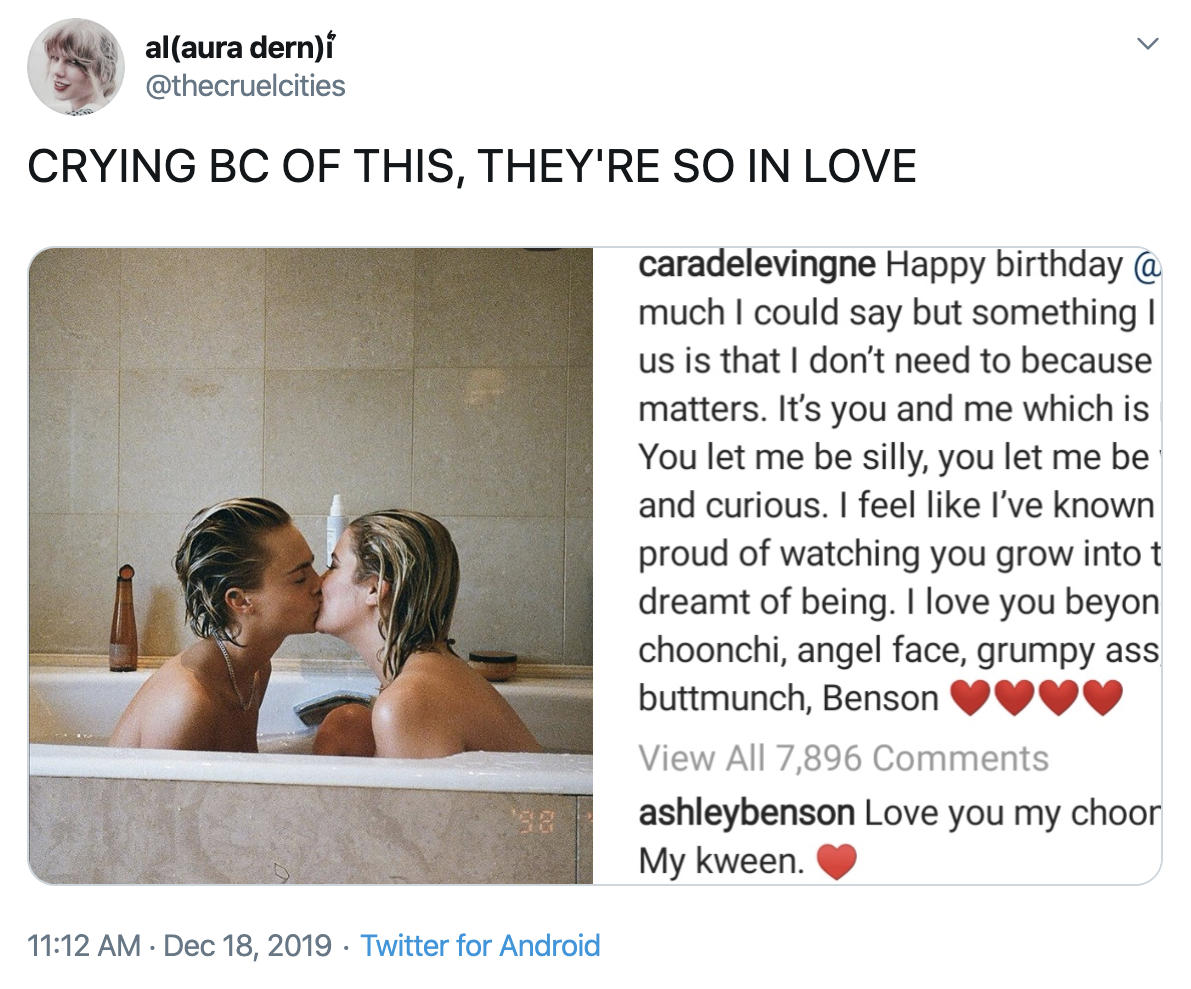 al(aura dern)í
@thecruelcities
CRYING BC OF THIS, THEY'RE SO IN LOVE
caradelevingne Happy birthday @
much I could say but something I
us is that I don’t need to because
matters. It’s you and me which is
You let me be silly, you let me be
and curious. I feel like I’ve known
proud of watching you grow into t
dreamt of being. I love you beyon
choonchi, angel face, grumpy ass
buttmunch, Benson ❤️❤️❤️❤️
View All 7,896 Comments
ashleybenson Love you my choon
My kween. ❤️
'98
11:12 AM · Dec 18, 2019 · Twitter for Android